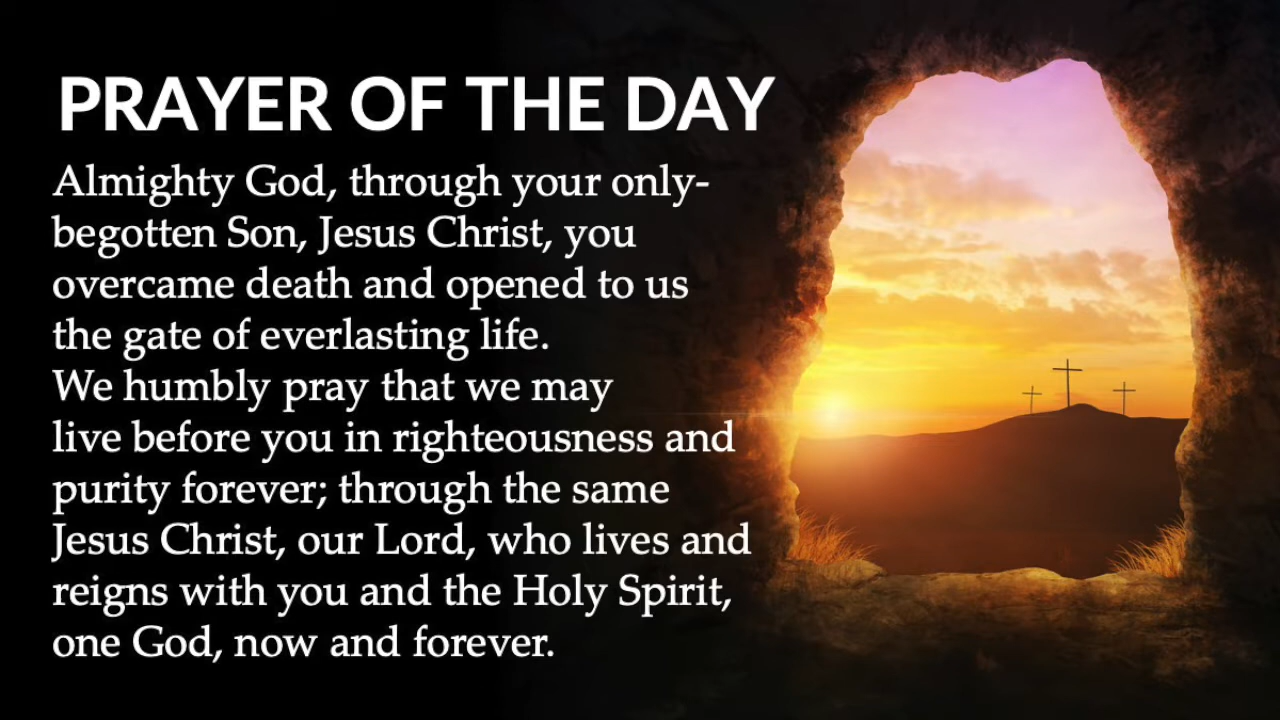 PRAYER OF THE DAY
Almighty God, through your only-
begotten Son, Jesus Christ, you
overcame death and opened to us
the gate of everlasting life.
We humbly pray that we may
live before you in righteousness and
purity forever; through the same
Jesus Christ, our Lord, who lives and
reigns with you and the Holy Spirit,
one God, now and forever.